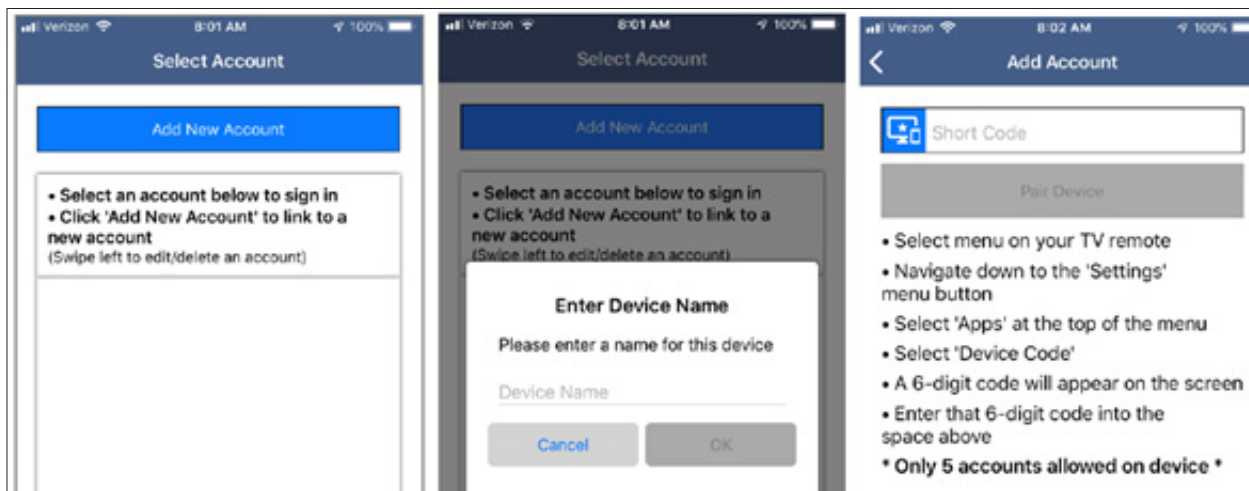 Verizon 8:01 AM 100%
Select Account
Add New Account
• Select an account below to sign in
• Click 'Add New Account' to link to a
new account
(Swipe left to edit/delete an account)
Verizon 8:01 AM 100%
Select Account
Add New Account
• Select an account below to sign in
• Click 'Add New Account' to link to a
new account
(Swipe left to edit/delete an account)
Enter Device Name
Please enter a name for this device
Device Name
Cancel OK
Verizon 8:02 AM 100%
Add Account
Short Code
Pair Device
• Select menu on your TV remote
• Navigate down to the 'Settings'
menu button
• Select 'Apps' at the top of the menu
• Select 'Device Code'
• A 6-digit code will appear on the screen
• Enter that 6-digit code into the
space above
* Only 5 accounts allowed on device *